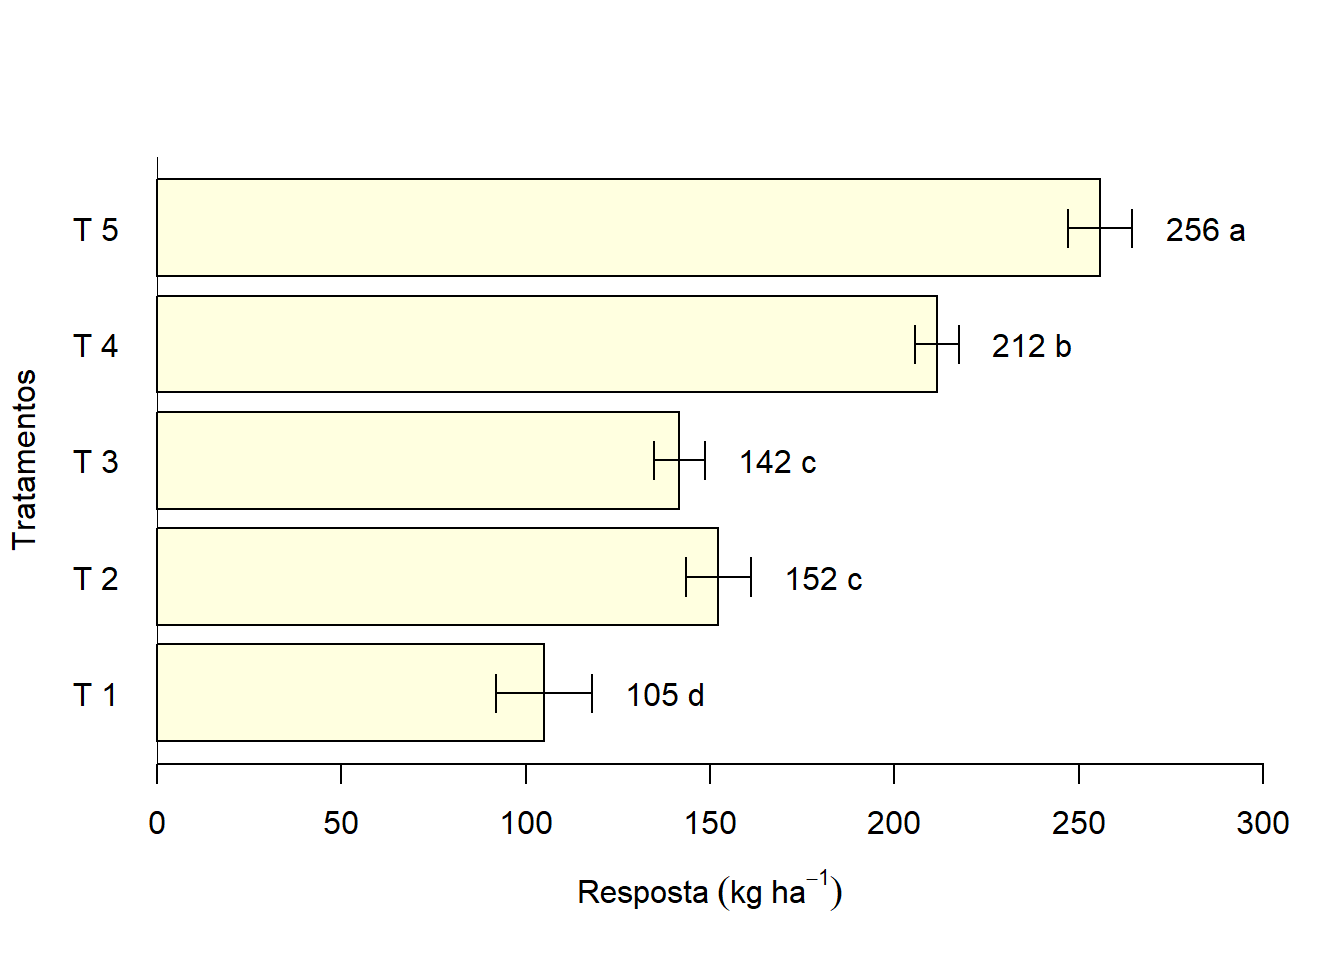 T 5
256 a
T 4
212 b
T 3
142 c
T 2
152 c
T 1
105 d
Tratamentos
0 50 100 150 200 250 300
Resposta (kg ha⁻¹)